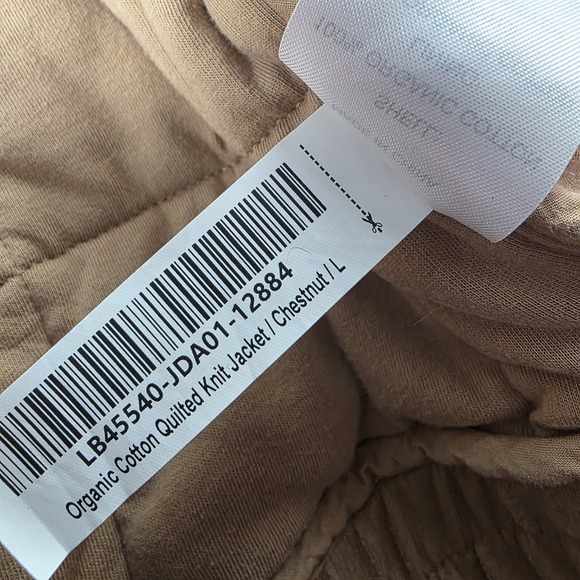 LB45540-JDA01-12884
Organic Cotton Quilted Knit Jacket / Chestnut / L